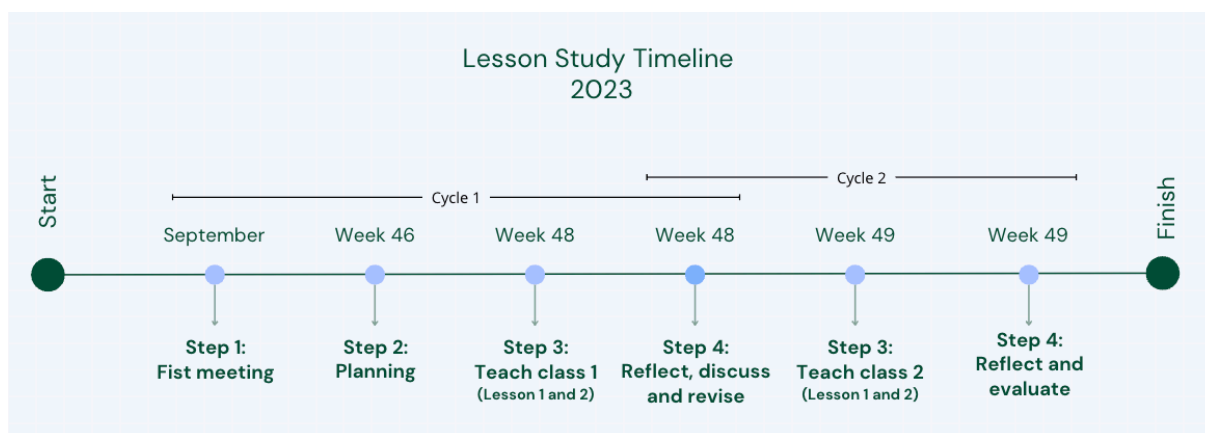 Lesson Study Timeline
2023
Start
Finish
Cycle 1
Cycle 2
September
Week 46
Week 48
Week 48
Week 49
Week 49
Step 1:
Fist meeting
Step 2:
Planning
Step 3:
Teach class 1
(Lesson 1 and 2)
Step 4:
Reflect, discuss
and revise
Step 3:
Teach class 2
(Lesson 1 and 2)
Step 4:
Reflect and
evaluate